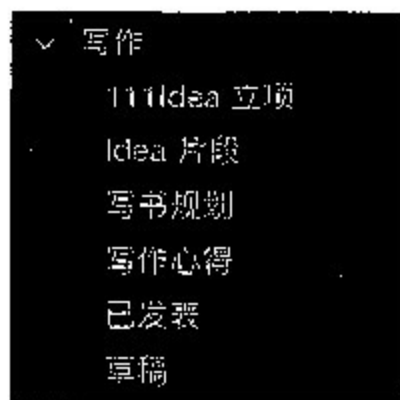 写作
111Idea 立项
Idea 片段
写书规划
写作心得
已发表
草稿